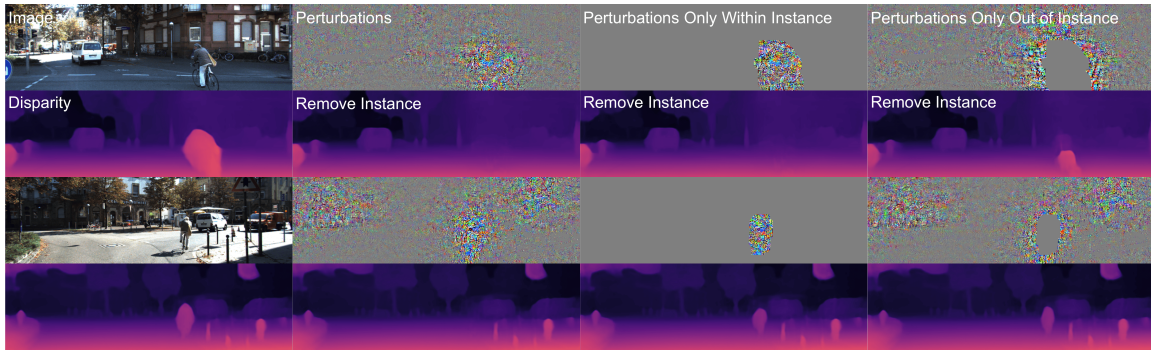 Image
Perturbations
Perturbations Only Within Instance
Perturbations Only Out of Instance
Disparity
Remove Instance
Remove Instance
Remove Instance